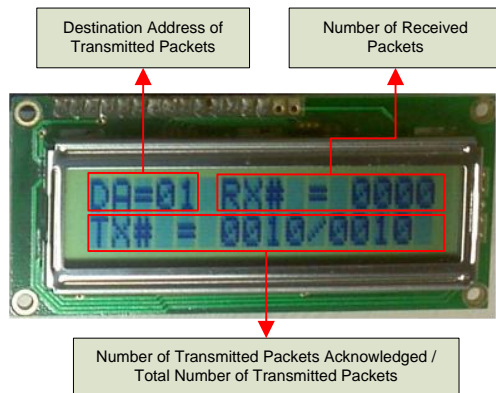 Destination Address of
Transmitted Packets
Number of Received
Packets
DA=01 RX# = 0000
TX# = 0010/0010
Number of Transmitted Packets Acknowledged /
Total Number of Transmitted Packets